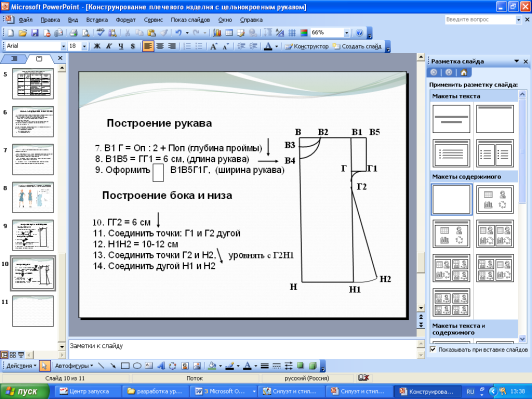 Microsoft PowerPoint - [Конструирование плечевого изделия с цельнокроеным рукавом]
Файл Правка Вид Вставка Формат Сервис Показ слайдов Окно Справка
Введите вопрос
66%
Arial 18 Ж К Ч S Конструктор Создать слайд
Разметка слайда
Применить разметку слайда:
Макеты текста
Макеты содержимого
Макеты текста и содержимого
Показывать при вставке слайдов
5
6
7
8
9
10
11
Построение рукава
7. В1 Г = Оп : 2 + Поп (глубина проймы)
8. В1В5 = ГГ1 = 6 см, (длина рукава)
9. Оформить В1В5Г1Г, (ширина рукава)
Построение бока и низа
10. ГГ2 = 6 см
11. Соединить точки: Г1 и Г2 дугой
12. Н1Н2 = 10-12 см
13. Соединить точки Г2 и Н2, уровнять с Г2Н1
14. Соединить дугой Н1 и Н2
В В2 В1 В5
В3
В4
Г Г1
Г2
Н Н1 Н2
Заметки к слайду
Действия Автофигуры
Слайд 10 из 11 Поток русский (Россия)
пуск Центр запуска разработка ур... 3 Microsoft O... Силуэт и стил... Силуэт и стил... Конструирова... RU 13:38